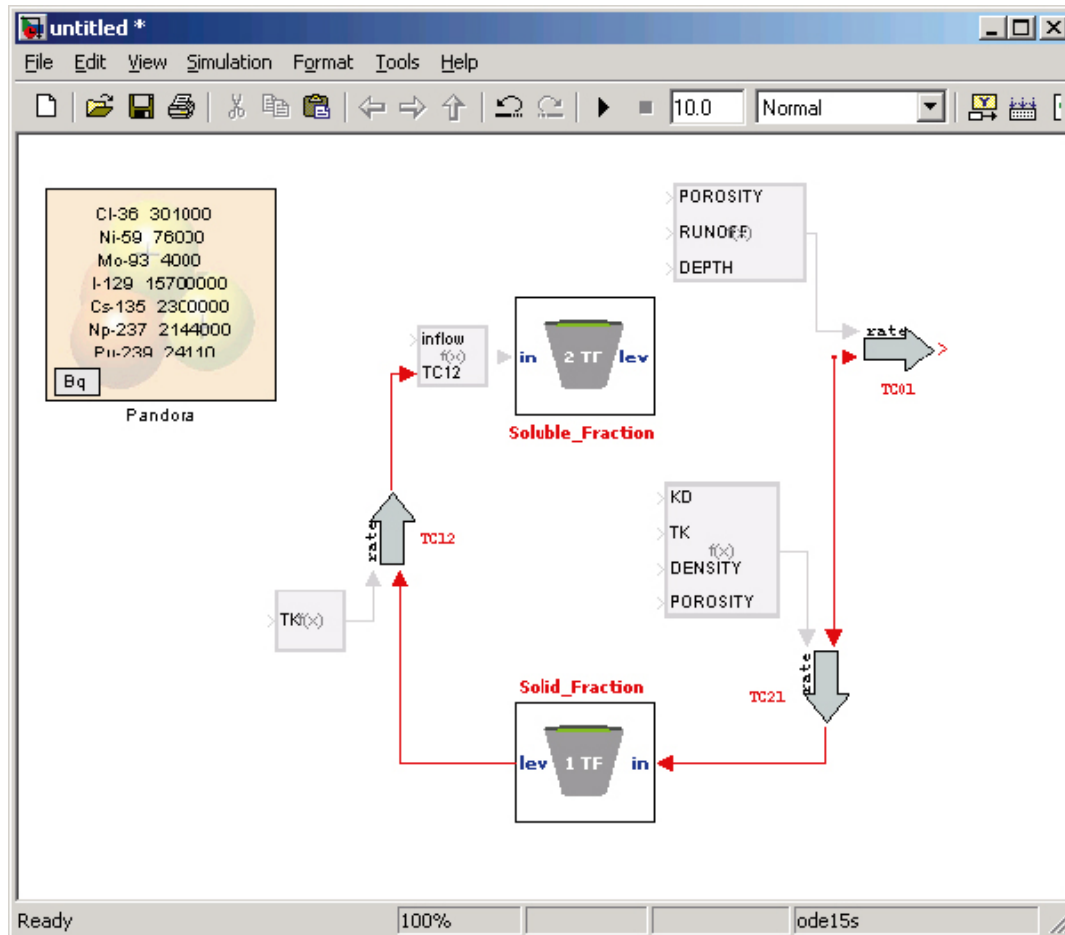 untitled *
File Edit View Simulation Format Tools Help
10.0 Normal
Cl-36 301000
Ni-59 76000
Mo-93 4000
I-129 15700000
Cs-135 2300000
Np-237 2144000
Pu-239 24110
Bq
Pandora
POROSITY
RUNOFF f(x)
DEPTH
rate
TC01
inflow
f(x)
TC12
in 2 TF lev
Soluble_Fraction
KD
TK
f(x)
DENSITY
POROSITY
rate
TC12
TK f(x)
rate
TC21
Solid_Fraction
lev 1 TF in
Ready 100% ode15s